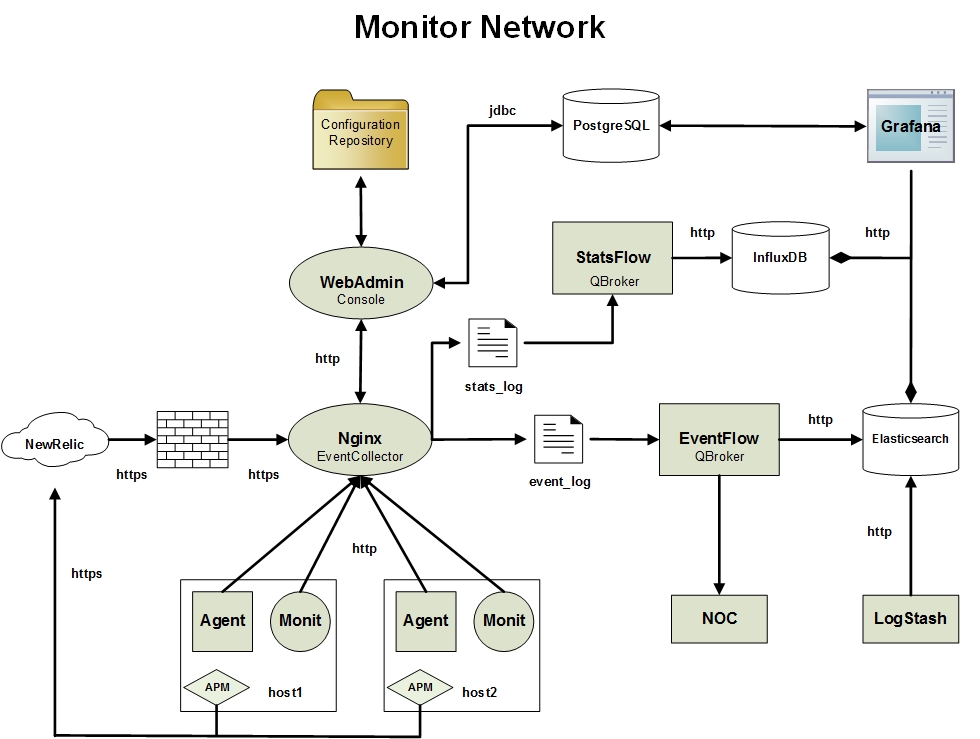 Monitor Network
Configuration
Repository
jdbc
PostgreSQL
Grafana
WebAdmin
Console
StatsFlow
QBroker
http
InfluxDB
http
http
stats_log
NewRelic
https
https
Nginx
EventCollector
event_log
EventFlow
QBroker
http
Elasticsearch
https
http
http
Agent
Monit
APM
host1
Agent
Monit
APM
host2
NOC
LogStash